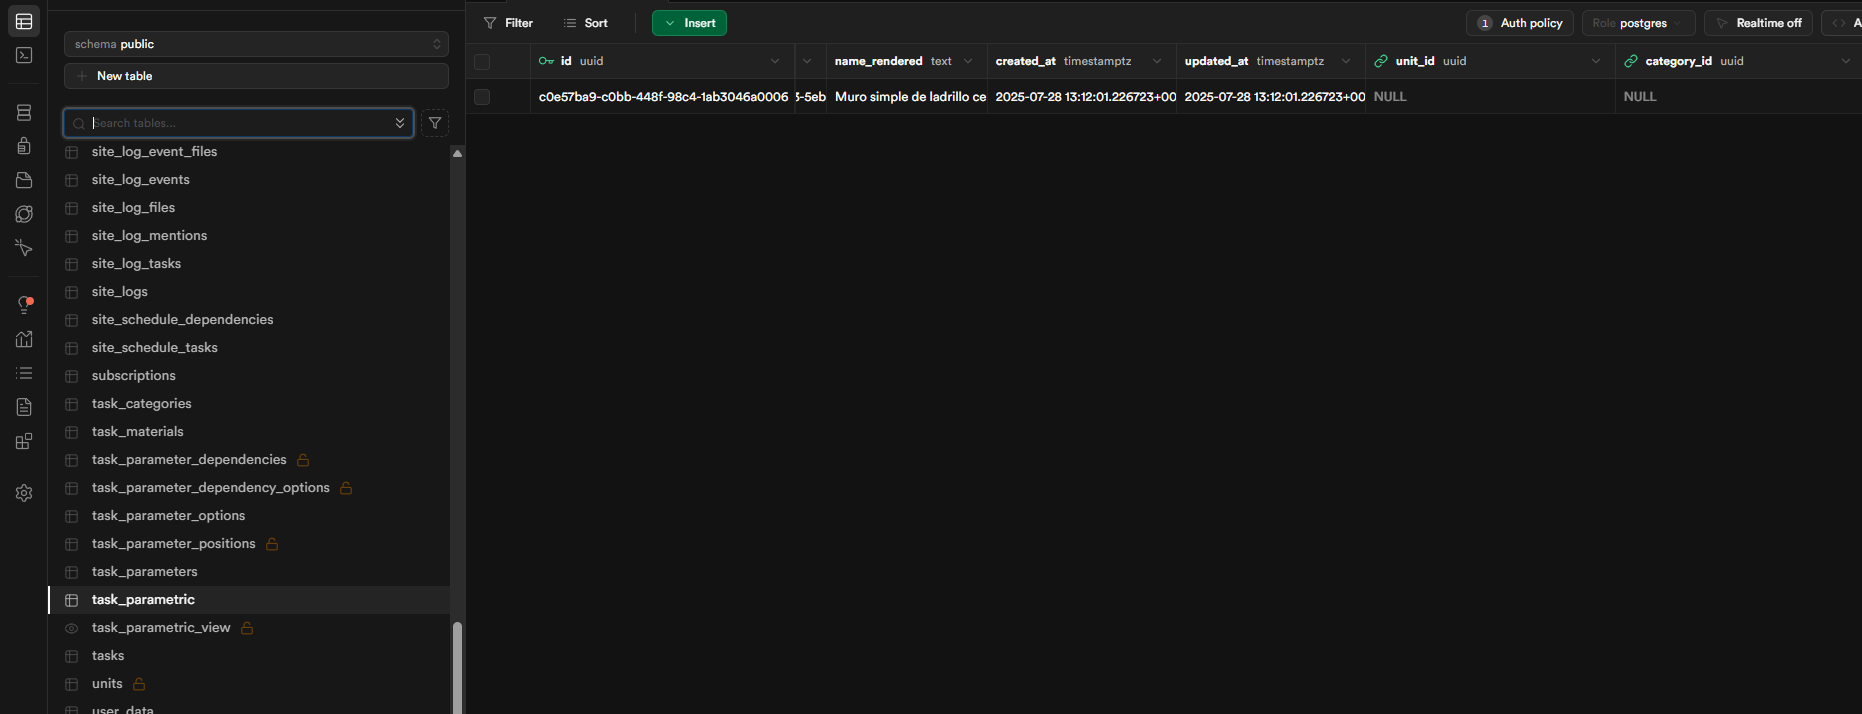 schema public
New table
Search tables...
site_log_event_files
site_log_events
site_log_files
site_log_mentions
site_log_tasks
site_logs
site_schedule_dependencies
site_schedule_tasks
subscriptions
task_categories
task_materials
task_parameter_dependencies
task_parameter_dependency_options
task_parameter_options
task_parameter_positions
task_parameters
task_parametric
task_parametric_view
tasks
units
user_data
Filter Sort Insert 1 Auth policy Role postgres Realtime off A
id uuid name_rendered text created_at timestamptz updated_at timestamptz unit_id uuid category_id uuid
c0e57ba9-c0bb-448f-98c4-1ab3046a0006 3-5eb Muro simple de ladrillo ce 2025-07-28 13:12:01.226723+00 2025-07-28 13:12:01.226723+00 NULL NULL